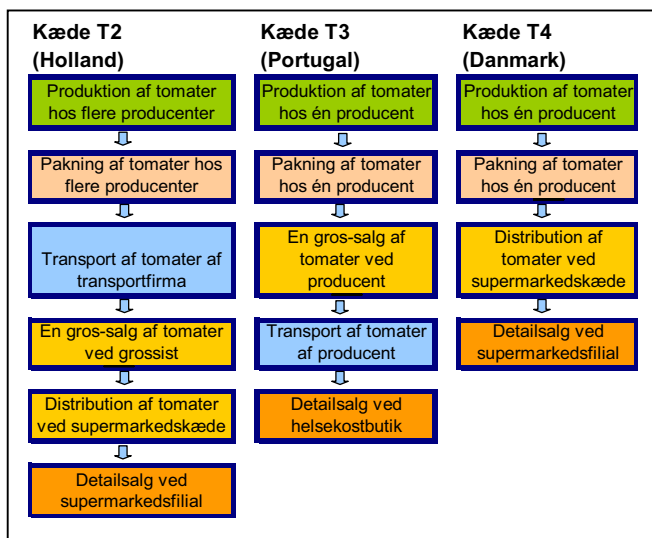 Kæde T2
(Holland)
Produktion af tomater
hos flere producenter
Pakning af tomater hos
flere producenter
Transport af tomater af
transportfirma
En gros-salg af tomater
ved grossist
Distribution af tomater
ved supermarkedskæde
Detailsalg ved
supermarkedsfilial
Kæde T3
(Portugal)
Produktion af tomater
hos én producent
Pakning af tomater
hos én producent
En gros-salg af
tomater ved
producent
Transport af tomater
af producent
Detailsalg ved
helsekostbutik
Kæde T4
(Danmark)
Produktion af tomater
hos én producent
Pakning af tomater
hos én producent
Distribution af
tomater ved
supermarkedskæde
Detailsalg ved
supermarkedsfilial